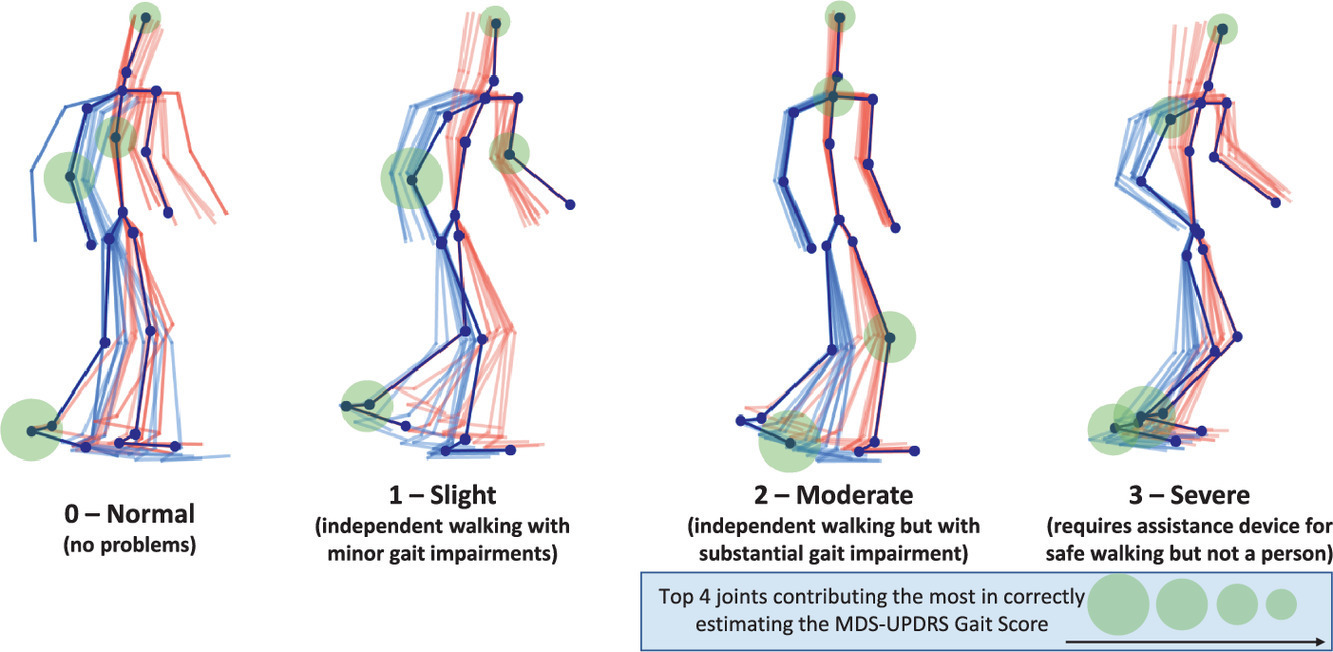 0 – Normal
(no problems)
1 – Slight
(independent walking with
minor gait impairments)
2 – Moderate
(independent walking but with
substantial gait impairment)
3 – Severe
(requires assistance device for
safe walking but not a person)
Top 4 joints contributing the most in correctly
estimating the MDS-UPDRS Gait Score